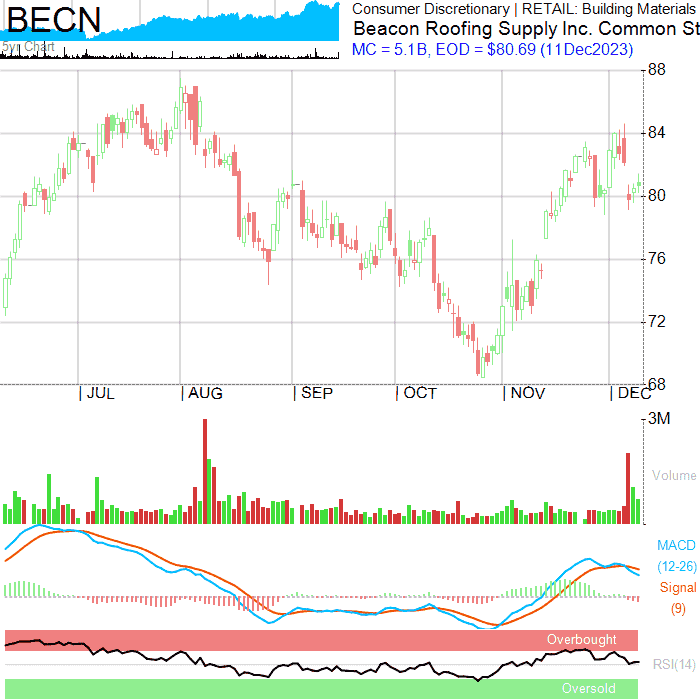 BECN
5yr Chart
Consumer Discretionary | RETAIL: Building Materials
Beacon Roofing Supply Inc. Common St
MC = 5.1B, EOD = $80.69 (11Dec2023)
88
84
80
76
72
68
| JUL | AUG | SEP | OCT | NOV | DEC
3M
Volume
MACD
(12-26)
Signal
(9)
Overbought
RSI(14)
Oversold